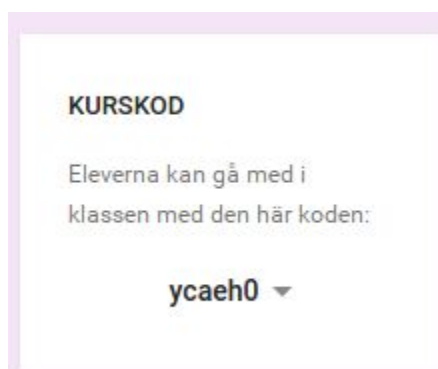 KURSKOD
Eleverna kan gå med i
klassen med den här koden:
ycaeh0